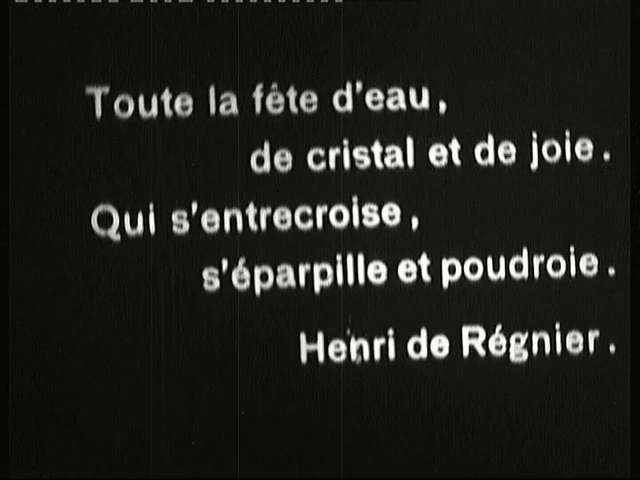 Toute la fête d'eau,
de cristal et de joie.
Qui s'entrecroise,
s'éparpille et poudroie.
Henri de Régnier.